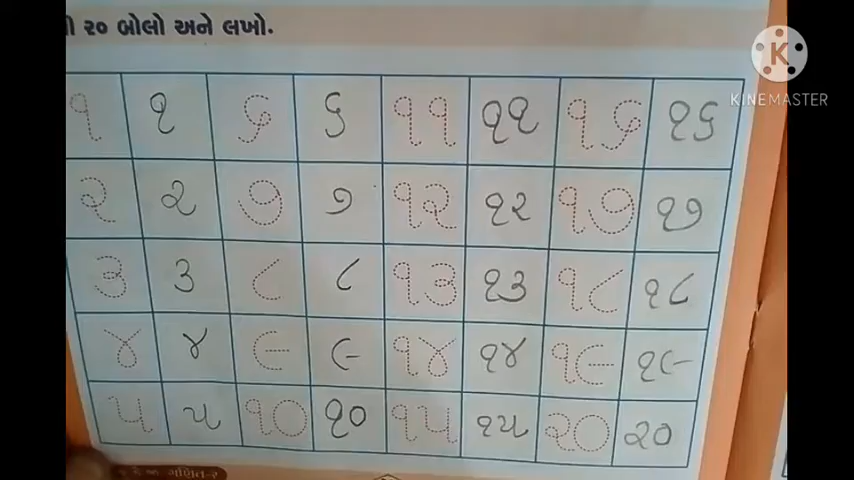 ૨૦ બોલો અને લખો.
K
KINEMASTER
૧ ૧ ૬ ૬ ૧૧ ૧૧ ૧૬ ૧૬
૨ ૨ ૭ ૭ ૧૨ ૧૨ ૧૭ ૧૭
૩ ૩ ૮ ૮ ૧૩ ૧૩ ૧૮ ૧૮
૪ ૪ ૯ ૯ ૧૪ ૧૪ ૧૯ ૧૯
૫ ૫ ૧૦ ૧૦ ૧૫ ૧૫ ૨૦ ૨૦
ગણિત-૨